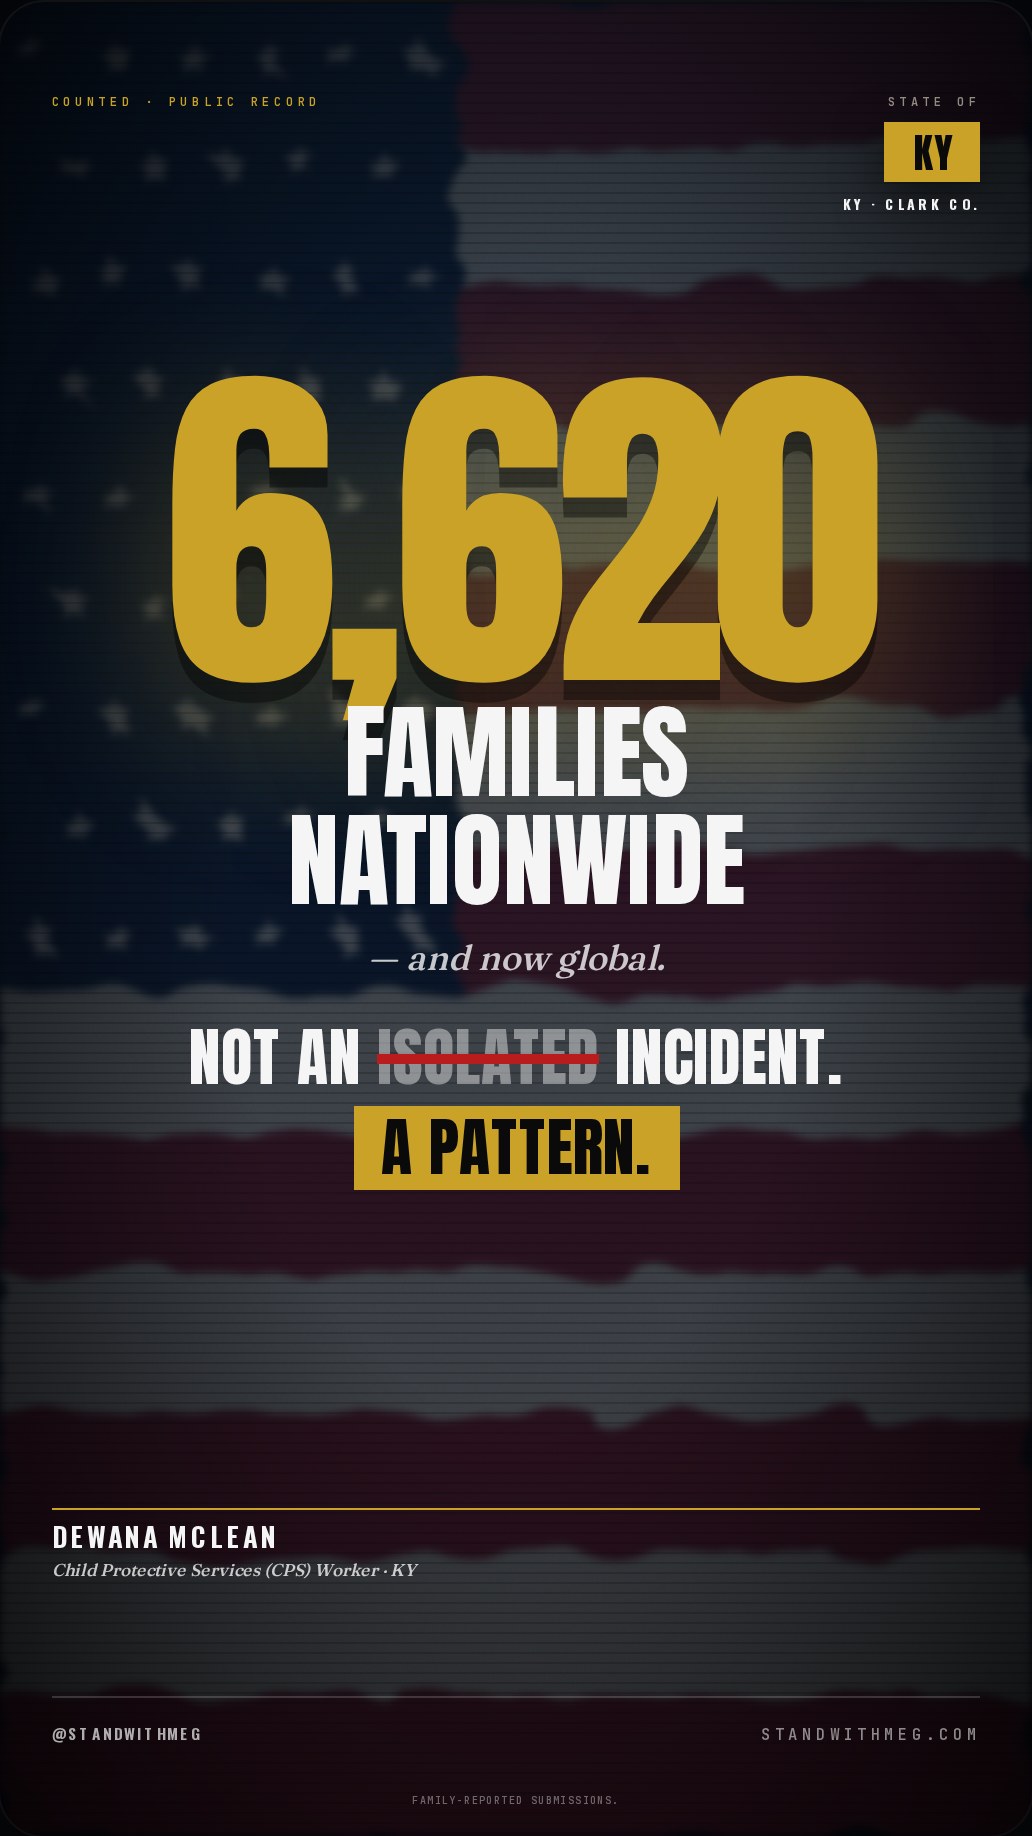 COUNTED · PUBLIC RECORD
STATE OF
KY
KY · CLARK CO.
6,620
FAMILIES
NATIONWIDE
— and now global.
NOT AN ISOLATED INCIDENT.
A PATTERN.
DEWANA MCLEAN
Child Protective Services (CPS) Worker · KY
@STANDWITHMEG
STANDWITHMEG.COM
FAMILY-REPORTED SUBMISSIONS.